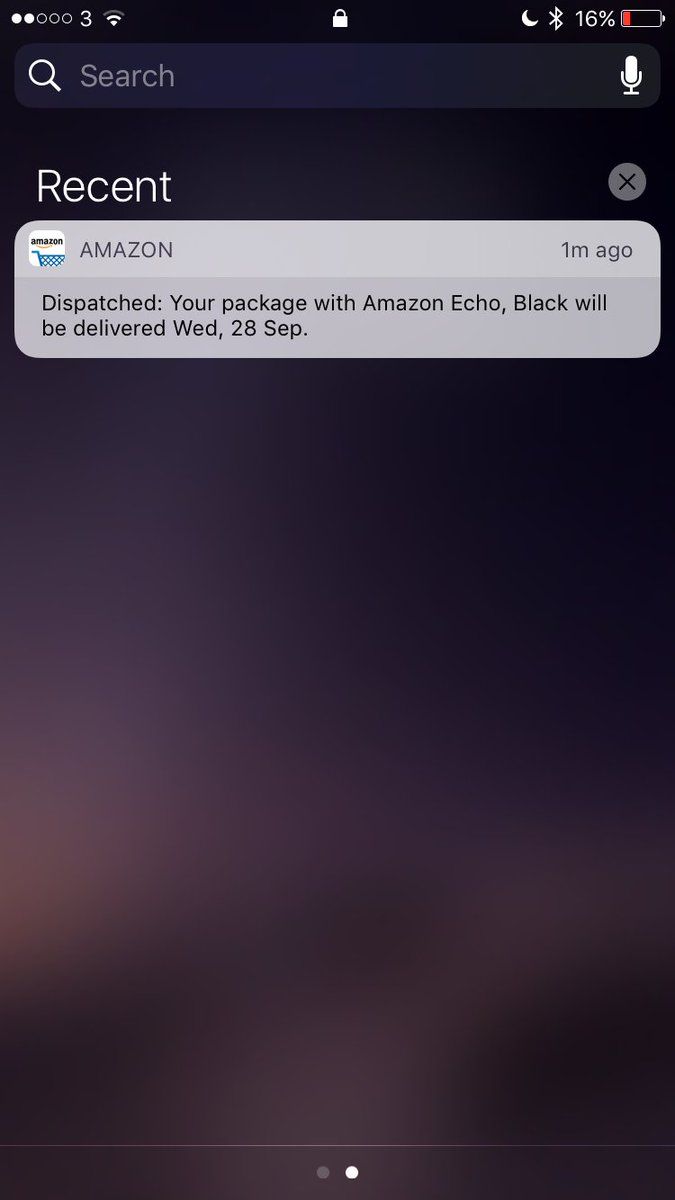 3 16%
Search
Recent
amazon AMAZON 1m ago
Dispatched: Your package with Amazon Echo, Black will
be delivered Wed, 28 Sep.